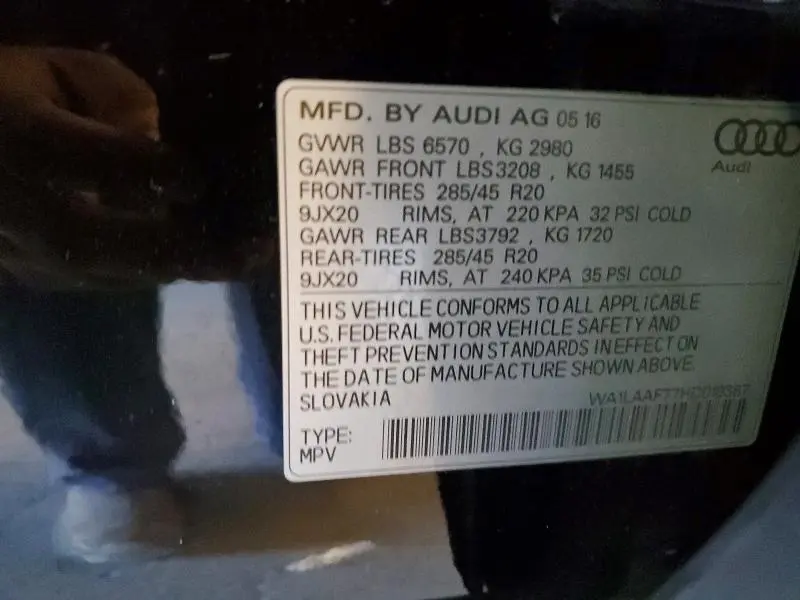 MFD. BY AUDI AG 05 16
Audi
GVWR LBS 6570 , KG 2980
GAWR FRONT LBS3208 , KG 1455
FRONT-TIRES 285/45 R20
9JX20 RIMS, AT 220 KPA 32 PSI COLD
GAWR REAR LBS3792 , KG 1720
REAR-TIRES 285/45 R20
9JX20 RIMS, AT 240 KPA 35 PSI COLD
THIS VEHICLE CONFORMS TO ALL APPLICABLE
U.S. FEDERAL MOTOR VEHICLE SAFETY AND
THEFT PREVENTION STANDARDS IN EFFECT ON
THE DATE OF MANUFACTURE SHOWN ABOVE.
SLOVAKIA
TYPE:
MPV